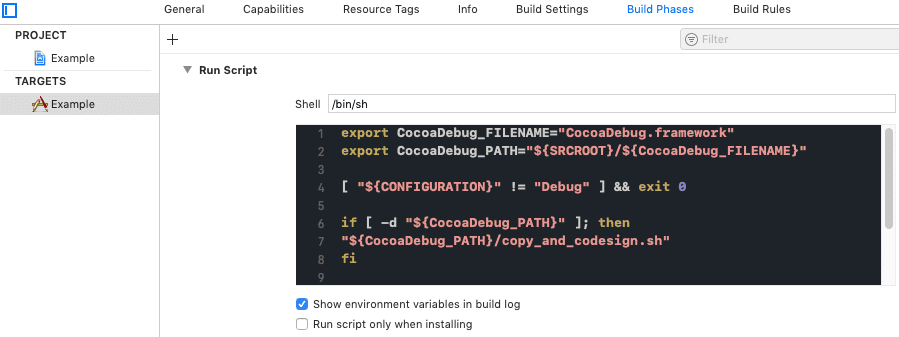 General Capabilities Resource Tags Info Build Settings Build Phases Build Rules
PROJECT
Example
TARGETS
Example
+
Filter
Run Script
Shell /bin/sh
1 export CocoaDebug_FILENAME="CocoaDebug.framework"
2 export CocoaDebug_PATH="${SRCROOT}/${CocoaDebug_FILENAME}"
3
4 [ "${CONFIGURATION}" != "Debug" ] && exit 0
5
6 if [ -d "${CocoaDebug_PATH}" ]; then
7 "${CocoaDebug_PATH}/copy_and_codesign.sh"
8 fi
9
Show environment variables in build log
Run script only when installing